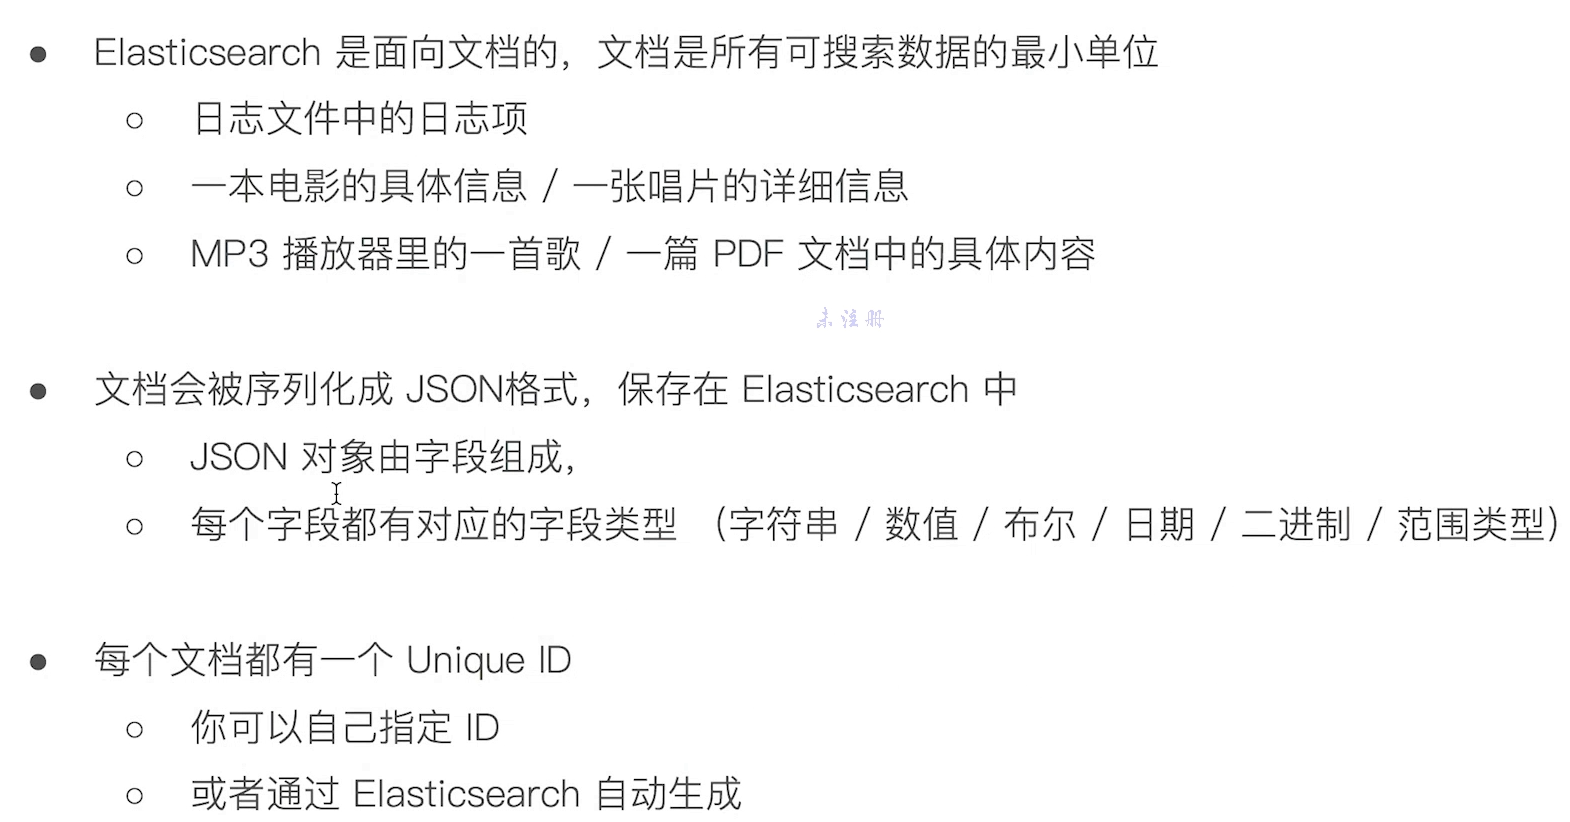 ● Elasticsearch 是面向文档的，文档是所有可搜索数据的最小单位
○ 日志文件中的日志项
○ 一本电影的具体信息 / 一张唱片的详细信息
○ MP3 播放器里的一首歌 / 一篇 PDF 文档中的具体内容
未注册
● 文档会被序列化成 JSON格式，保存在 Elasticsearch 中
○ JSON 对象由字段组成，
○ 每个字段都有对应的字段类型 （字符串 / 数值 / 布尔 / 日期 / 二进制 / 范围类型）
● 每个文档都有一个 Unique ID
○ 你可以自己指定 ID
○ 或者通过 Elasticsearch 自动生成